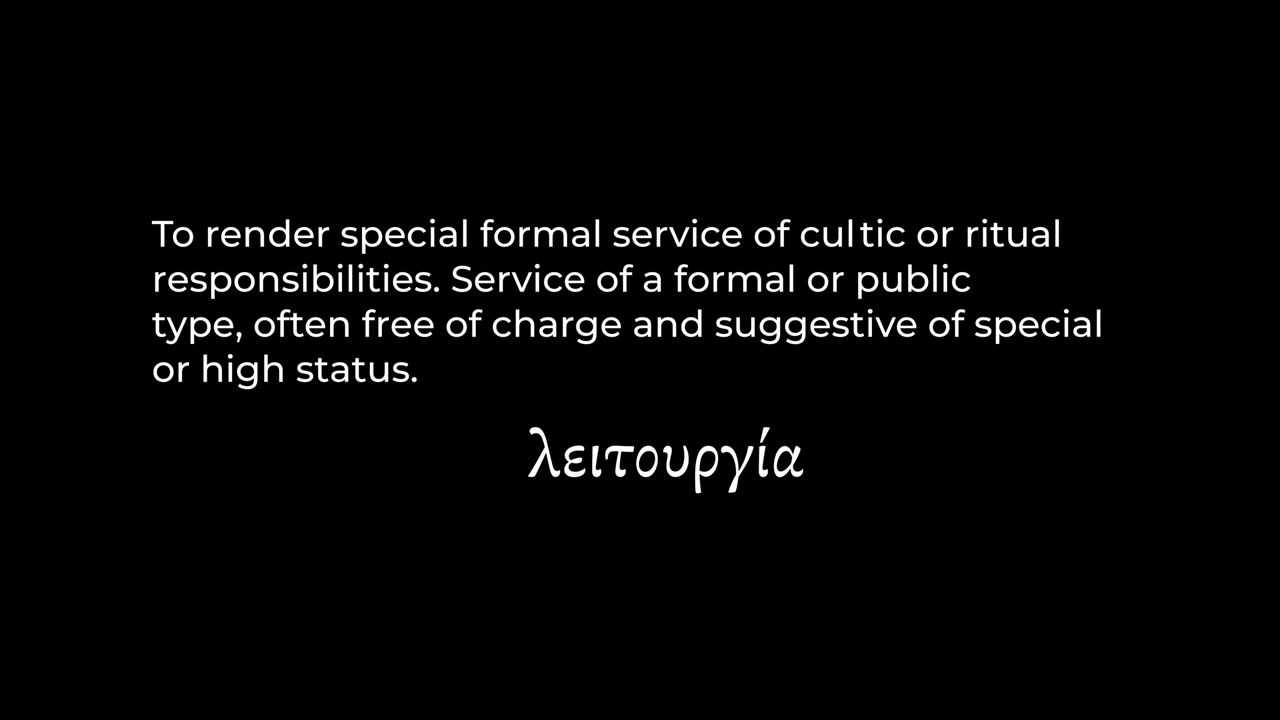 To render special formal service of cultic or ritual
responsibilities. Service of a formal or public
type, often free of charge and suggestive of special
or high status.
λειτουργία